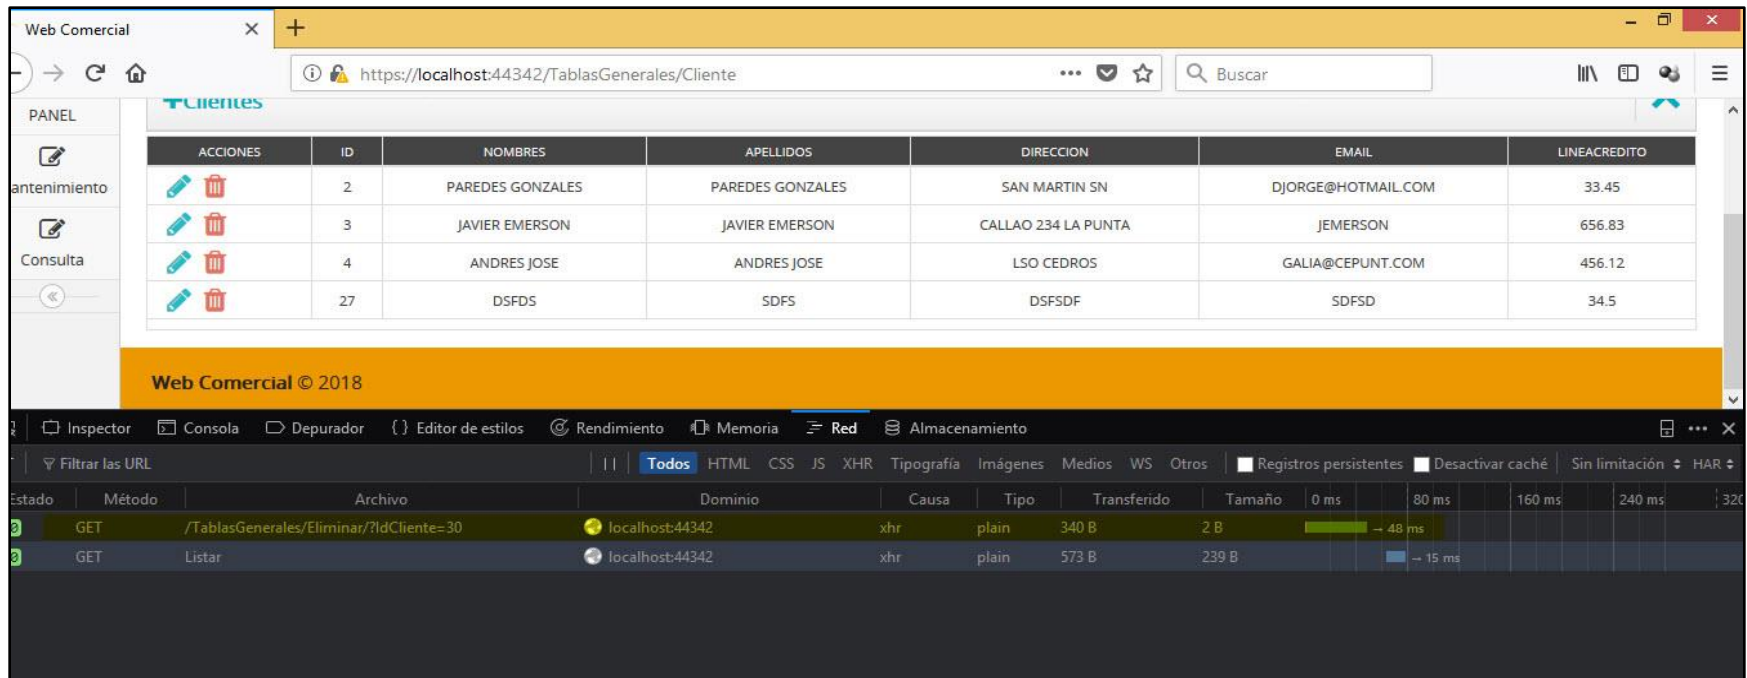 Web Comercial
https://localhost:44342/TablasGenerales/Cliente
Buscar
PANEL
antenimiento
Consulta
+Clientes
ACCIONES ID NOMBRES APELLIDOS DIRECCION EMAIL LINEACREDITO
2 PAREDES GONZALES PAREDES GONZALES SAN MARTIN SN DJORGE@HOTMAIL.COM 33.45
3 JAVIER EMERSON JAVIER EMERSON CALLAO 234 LA PUNTA JEMERSON 656.83
4 ANDRES JOSE ANDRES JOSE LSO CEDROS GALIA@CEPUNT.COM 456.12
27 DSFDS SDFS DSFSDF SDFSD 34.5
Web Comercial © 2018
Inspector Consola Depurador { } Editor de estilos Rendimiento Memoria Red Almacenamiento
Filtrar las URL Todos HTML CSS JS XHR Tipografía Imágenes Medios WS Otros Registros persistentes Desactivar caché Sin limitación HAR
Estado Método Archivo Dominio Causa Tipo Transferido Tamaño 0 ms 80 ms 160 ms 240 ms 320
GET /TablasGenerales/Eliminar/?IdCliente=30 localhost:44342 xhr plain 340 B 2 B → 48 ms
GET Listar localhost:44342 xhr plain 573 B 239 B → 15 ms